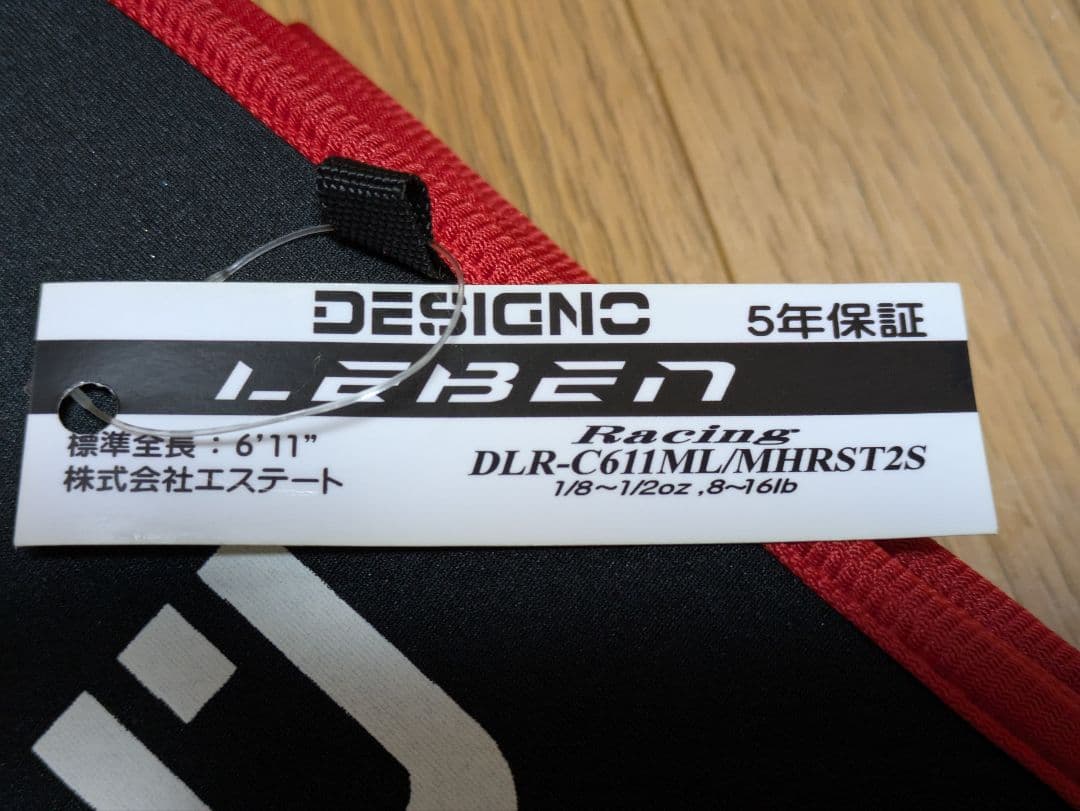 DESIGNO
5年保証
LEBEN
標準全長：6'11"
株式会社エステート
Racing
DLR-C611ML/MHRST2S
1/8～1/2oz ,8～16lb